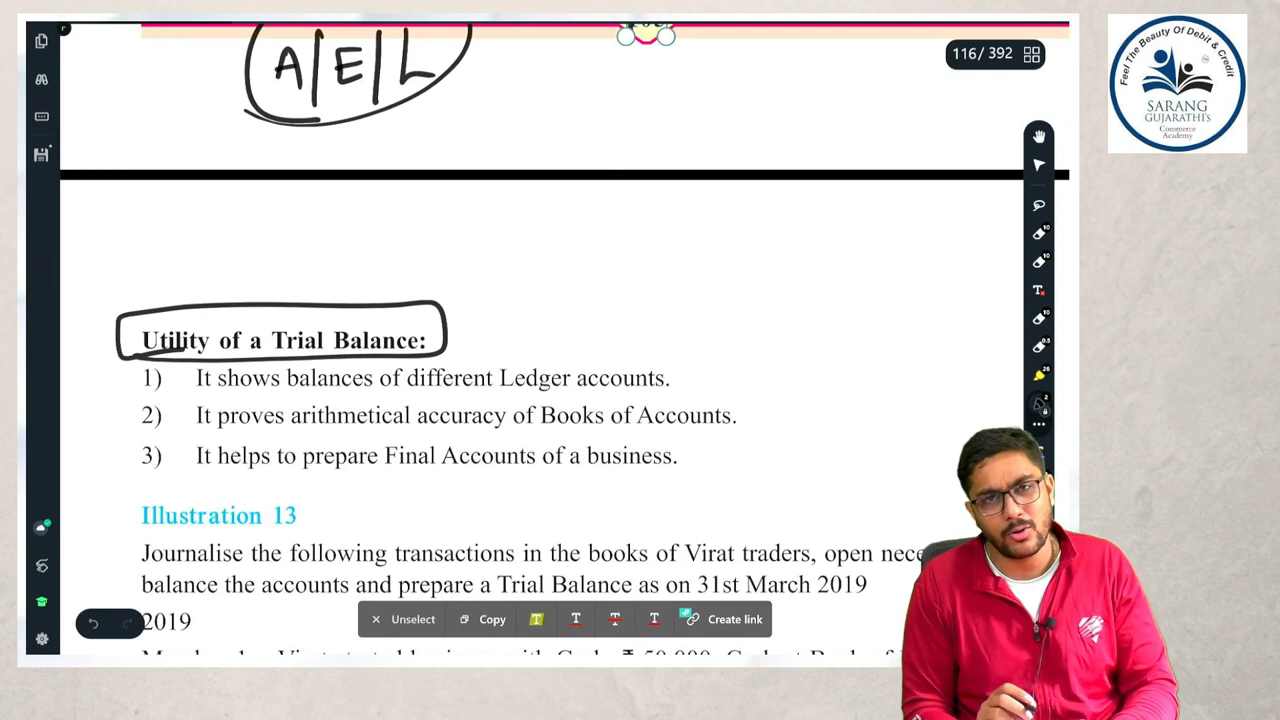 A/E/L
116/ 392
Feel The Beauty Of Debit & Credit
SARANG
GUJARATHI's
Commerce
Academy
Utility of a Trial Balance:
1) It shows balances of different Ledger accounts.
2) It proves arithmetical accuracy of Books of Accounts.
3) It helps to prepare Final Accounts of a business.
Illustration 13
Journalise the following transactions in the books of Virat traders, open
balance the accounts and prepare a Trial Balance as on 31st March 2019
2019
Unselect Copy Create link